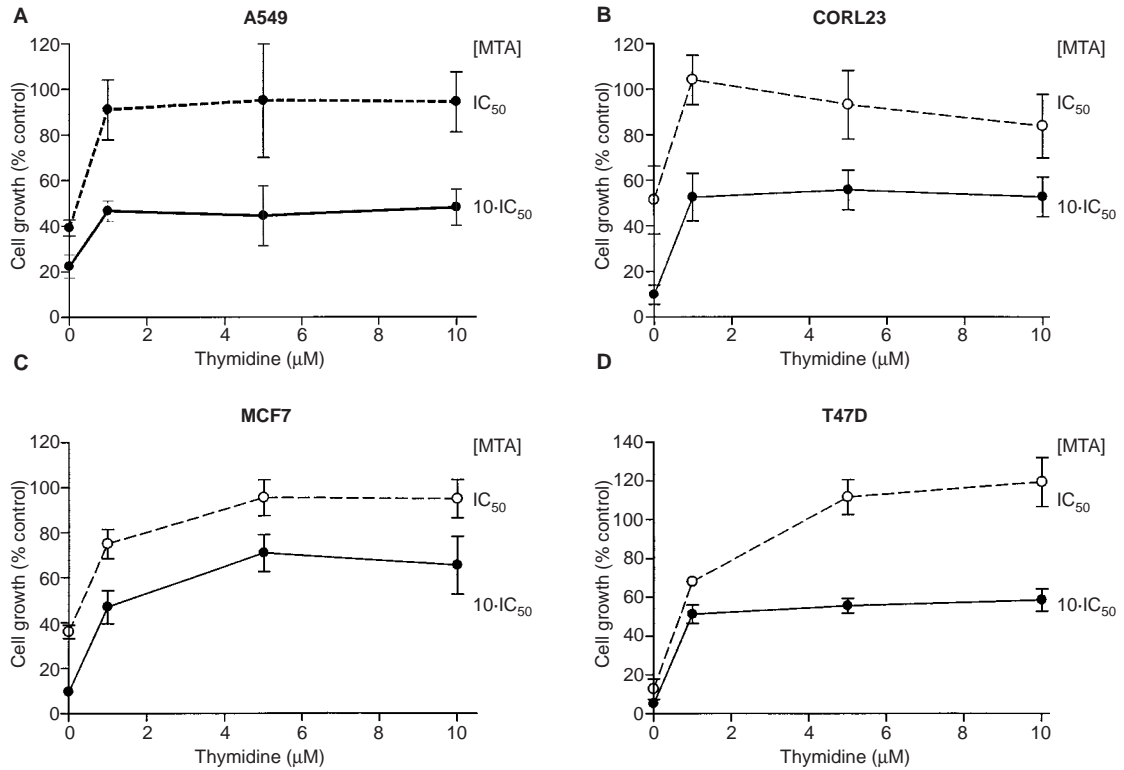 A
A549
[MTA]
Cell growth (% control)
120
100
80
60
40
20
0
IC50
10·IC50
0 2 4 6 8 10
Thymidine (µM)
B
CORL23
[MTA]
Cell growth (% control)
120
100
80
60
40
20
0
IC50
10·IC50
0 2 4 6 8 10
Thymidine (µM)
C
MCF7
[MTA]
Cell growth (% control)
120
100
80
60
40
20
0
IC50
10·IC50
0 2 4 6 8 10
Thymidine (µM)
D
T47D
[MTA]
Cell growth (% control)
140
120
100
80
60
40
20
0
IC50
10·IC50
0 2 4 6 8 10
Thymidine (µM)